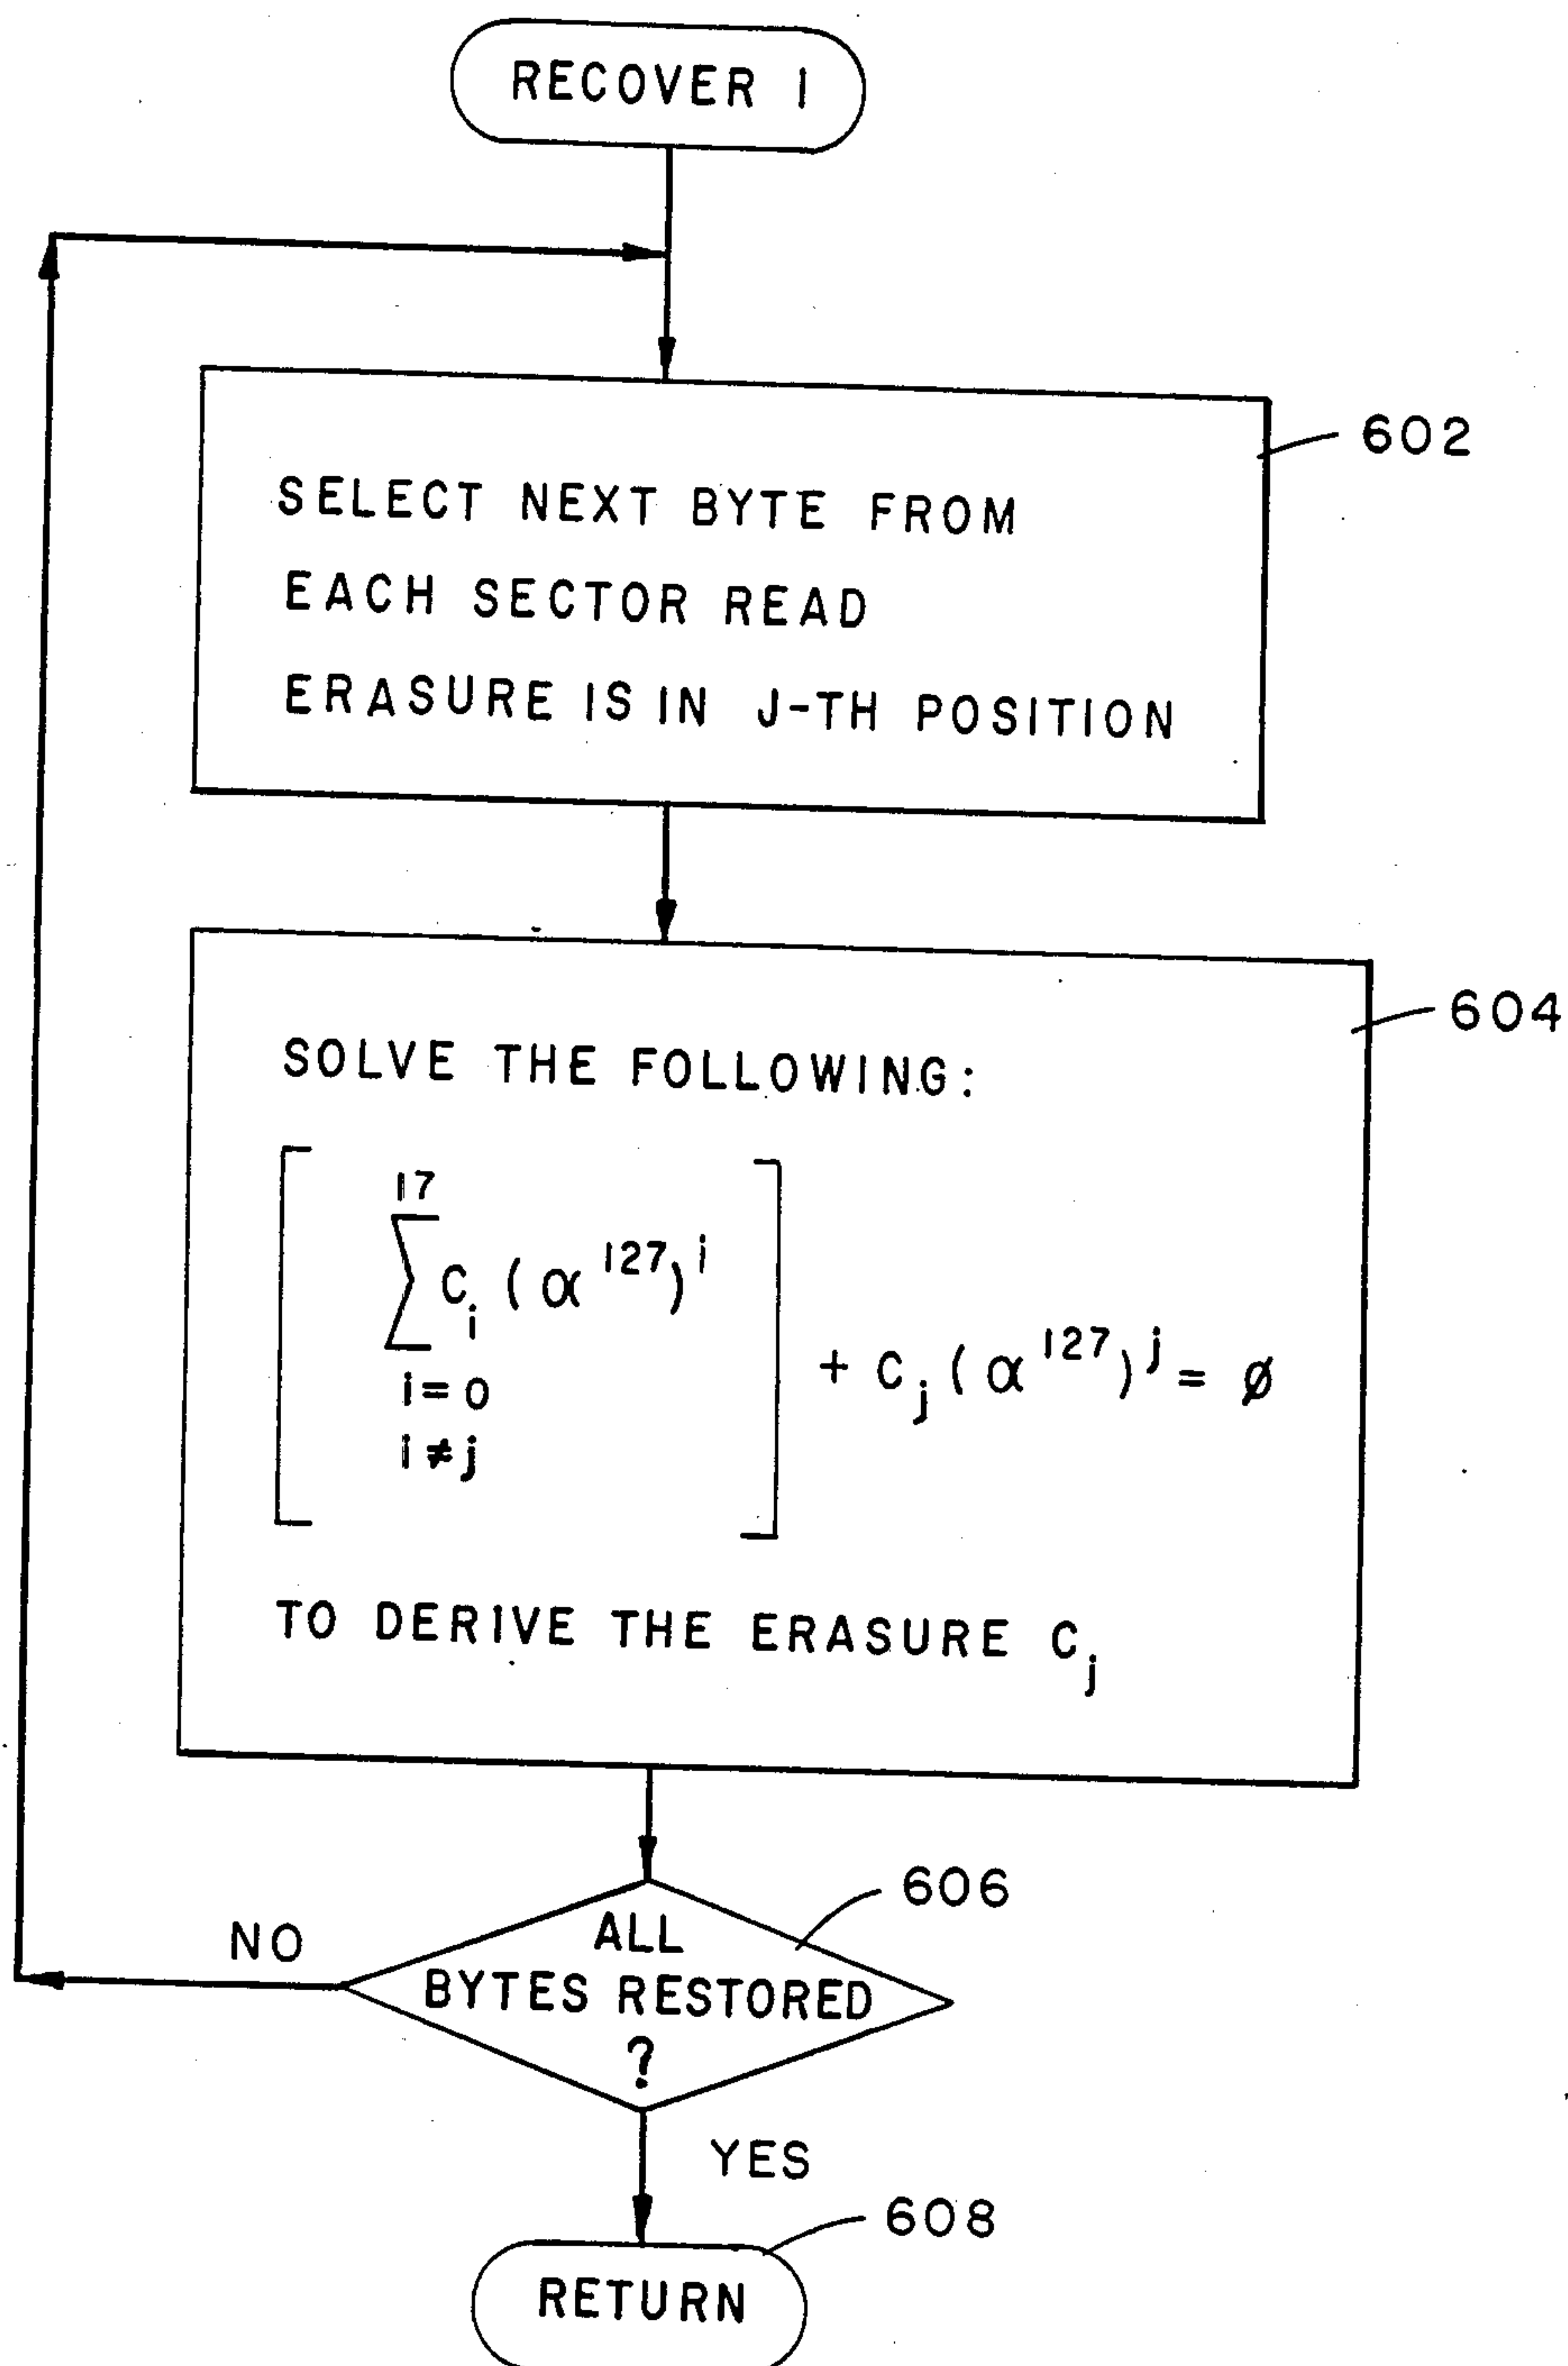 RECOVER 1
602
SELECT NEXT BYTE FROM
EACH SECTOR READ
ERASURE IS IN J-TH POSITION
604
SOLVE THE FOLLOWING:
17
∑ C_i (α^127)^i
i=0
i≠j
+ C_j (α^127)^j = ∅
TO DERIVE THE ERASURE C_j
606
NO
ALL
BYTES RESTORED
?
YES
608
RETURN